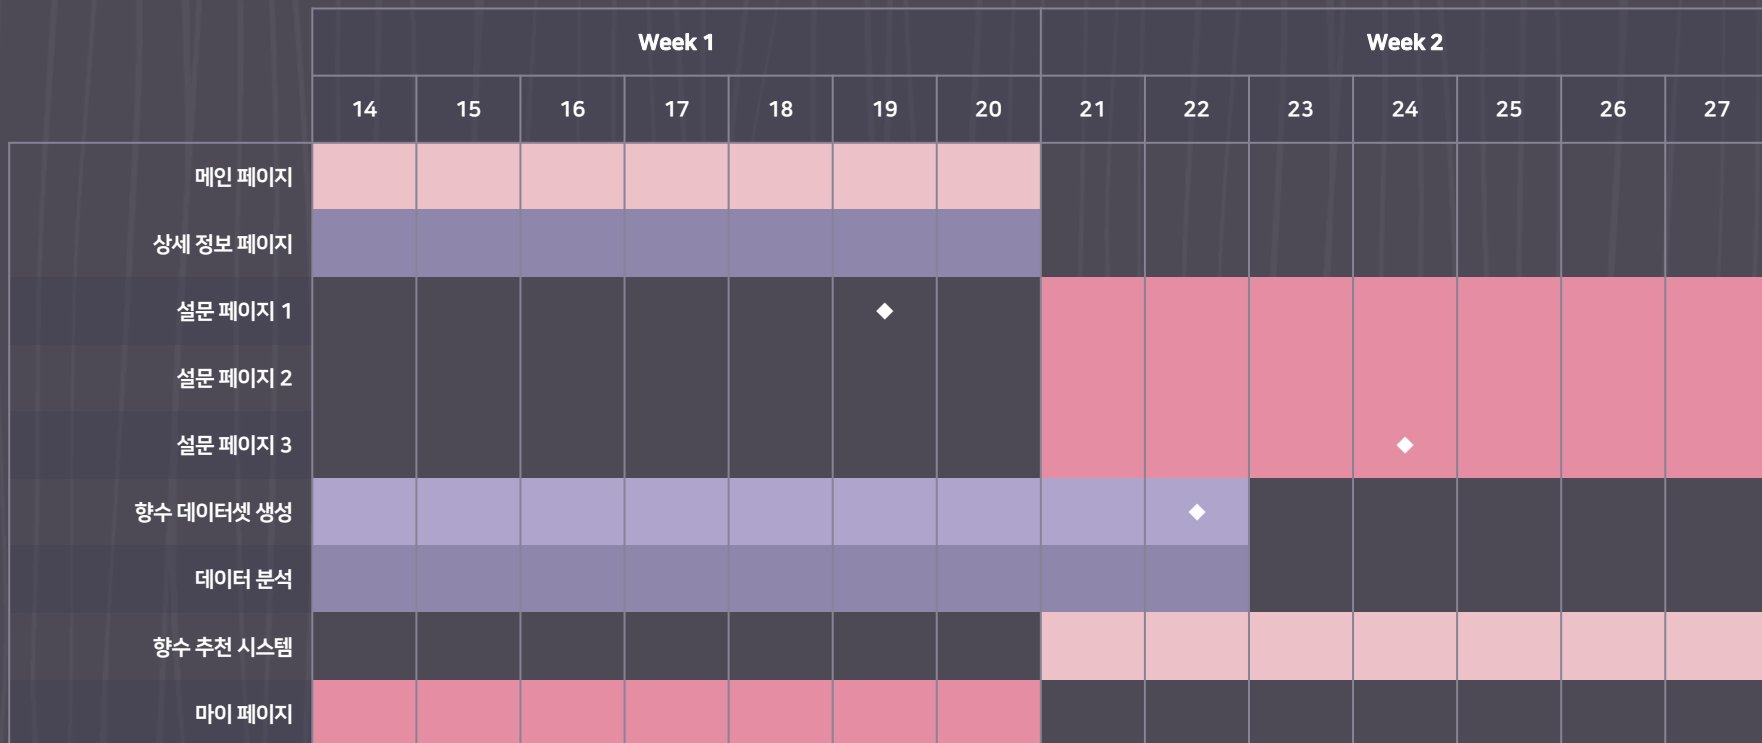 Week 1 Week 2
14 15 16 17 18 19 20 21 22 23 24 25 26 27
메인 페이지
상세 정보 페이지
설문 페이지 1
설문 페이지 2
설문 페이지 3
향수 데이터셋 생성
데이터 분석
향수 추천 시스템
마이 페이지